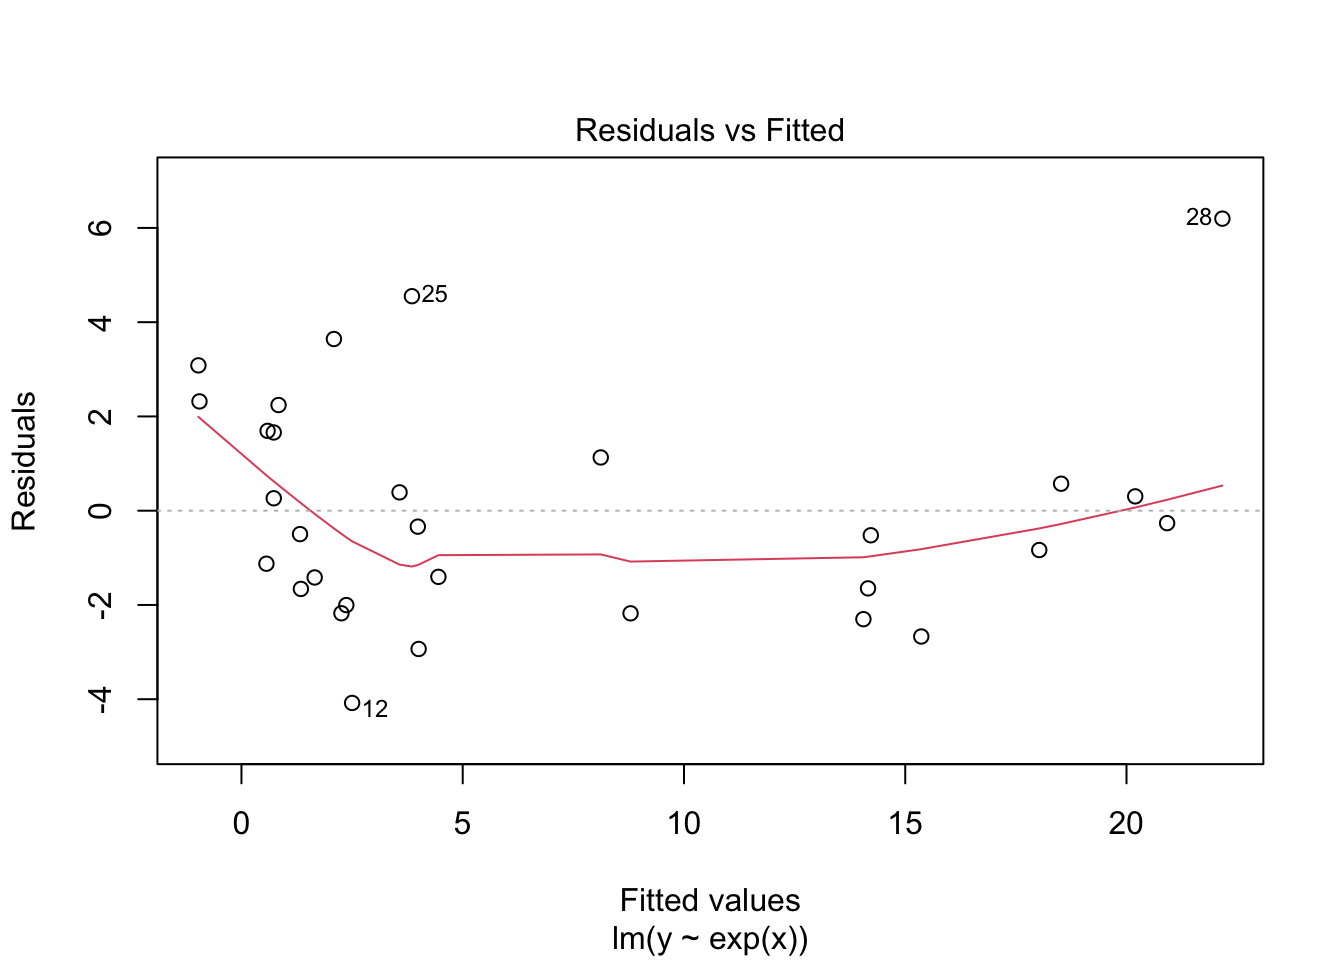 Residuals vs Fitted
Residuals
6
4
2
0
-2
-4
28
25
12
0 5 10 15 20
Fitted values
lm(y ~ exp(x))